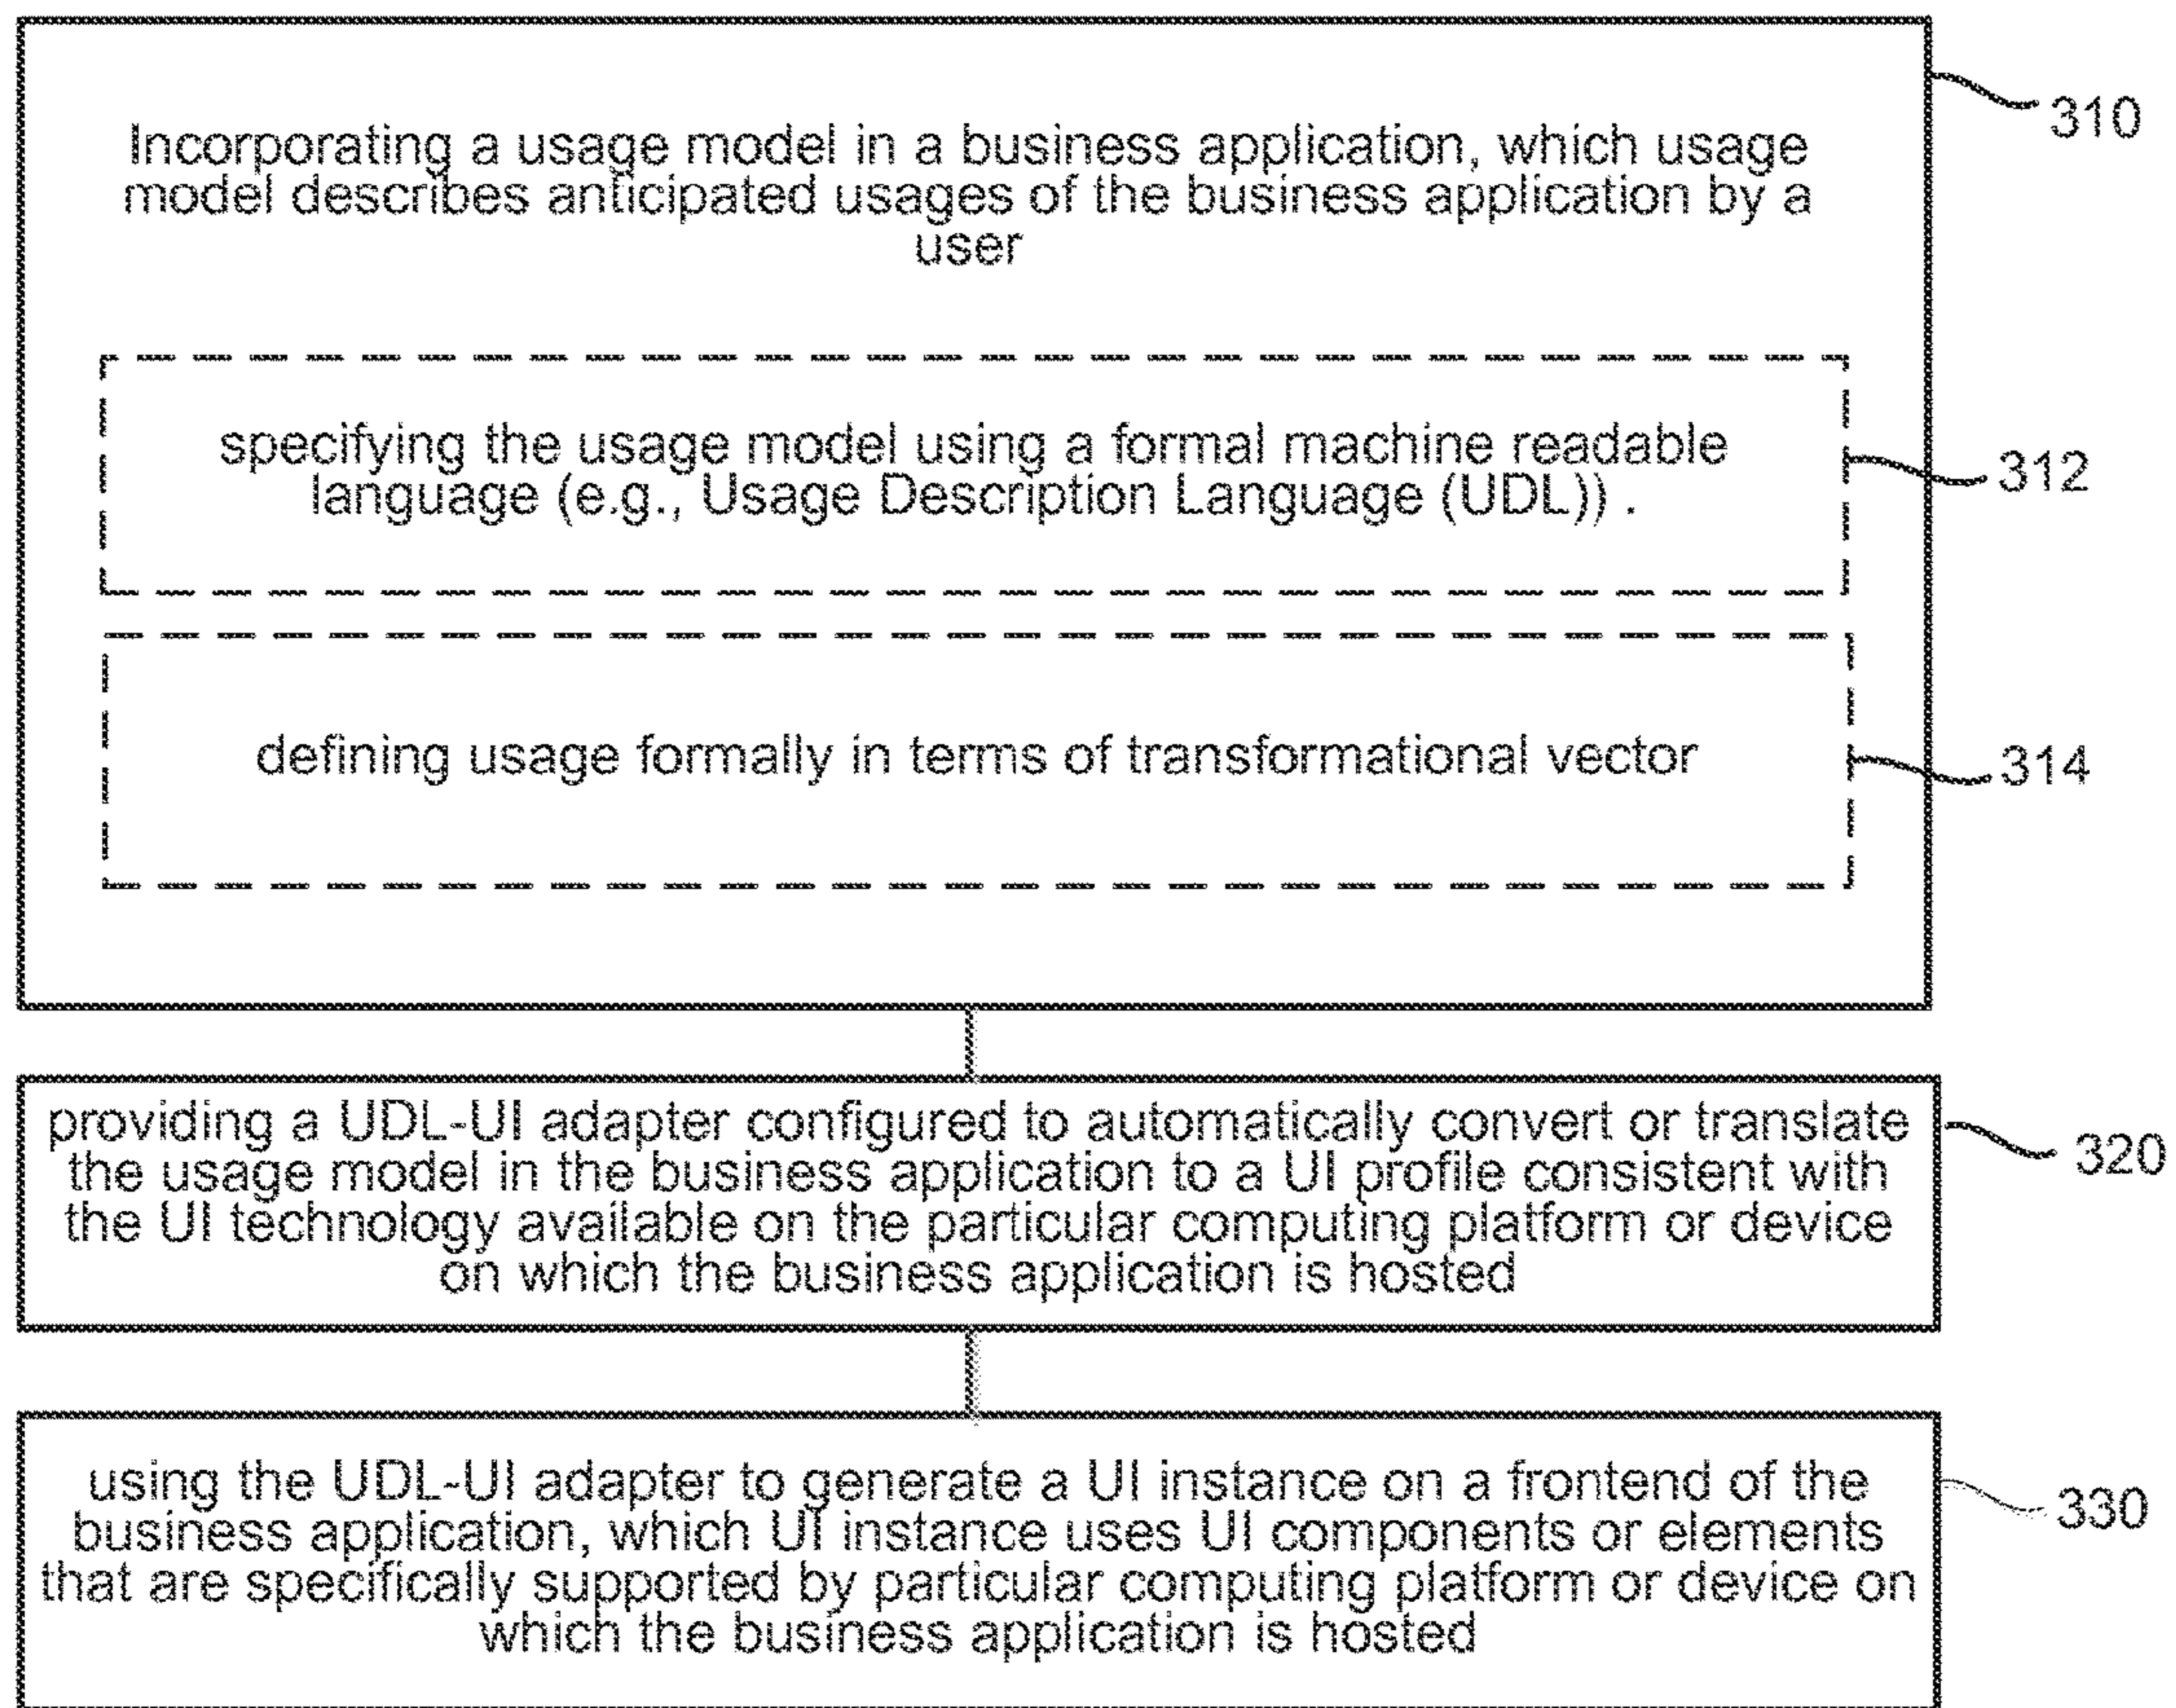 Incorporating a usage model in a business application, which usage
310
model describes anticipated usages of the business application by a
user
specifying the usage model using a formal machine readable
312
language (e.g., Usage Description Language (UDL)) .
defining usage formally in terms of transformational vector
314
providing a UDL-UI adapter configured to automatically convert or translate
320
the usage model in the business application to a UI profile consistent with
the UI technology available on the particular computing platform or device
on which the business application is hosted
using the UDL-UI adapter to generate a UI instance on a frontend of the
330
business application, which UI instance uses UI components or elements
that are specifically supported by particular computing platform or device on
which the business application is hosted